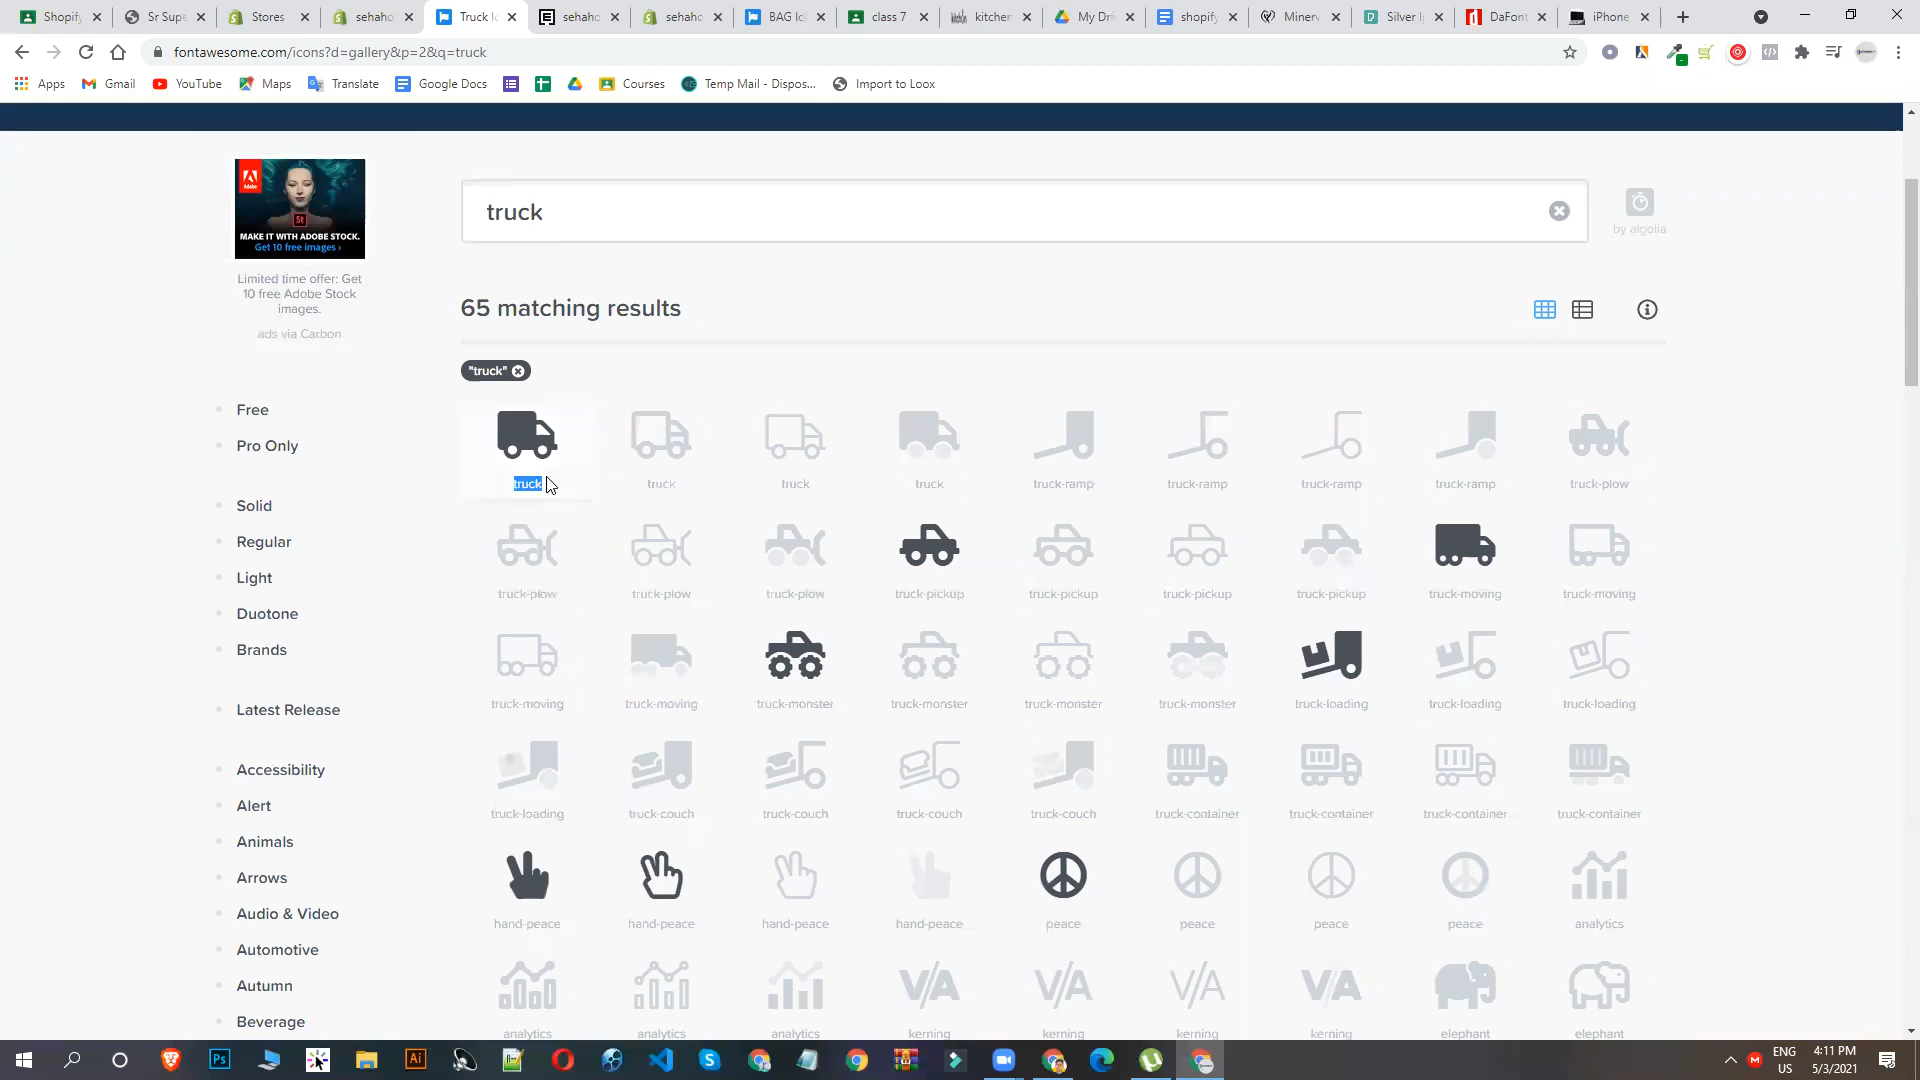 Shopify
Sr Supe
Stores
sehaho
Truck Ic
sehaho
sehaho
BAG Ic
class 7
kitchen
My Driv
shopify
Minerv
Silver I
DaFont
iPhone
fontawesome.com/icons?d=gallery&p=2&q=truck
Apps
Gmail
YouTube
Maps
Translate
Google Docs
Courses
Temp Mail - Dispos...
Import to Loox
Adobe
St
MAKE IT WITH ADOBE STOCK.
Get 10 free images ›
Limited time offer: Get
10 free Adobe Stock
images.
ads via Carbon
truck
by algolia
65 matching results
"truck"
Free
Pro Only
Solid
Regular
Light
Duotone
Brands
Latest Release
Accessibility
Alert
Animals
Arrows
Audio & Video
Automotive
Autumn
Beverage
truck truck truck truck truck-ramp truck-ramp truck-ramp truck-ramp truck-plow
truck-plow truck-plow truck-plow truck-pickup truck-pickup truck-pickup truck-pickup truck-moving truck-moving
truck-moving truck-moving truck-monster truck-monster truck-monster truck-monster truck-loading truck-loading truck-loading
truck-loading truck-couch truck-couch truck-couch truck-couch truck-container truck-container truck-container truck-container
hand-peace hand-peace hand-peace hand-peace peace peace peace peace analytics
VA VA VA VA
analytics analytics analytics kerning kerning kerning kerning elephant elephant
Ps
Ai
ENG
US
4:11 PM
5/3/2021